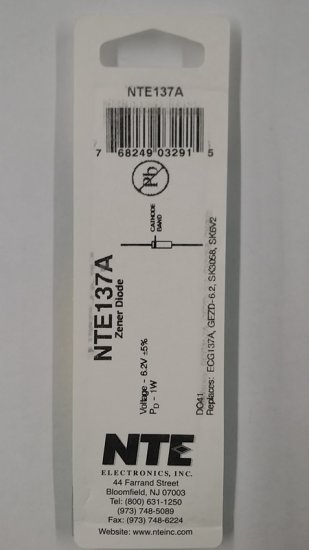 NTE137A
7 68249 03291 5
Pb
CATHODE
BAND
NTE137A
Zener Diode
Voltage - 6.2V ±5%
PD - 1W
DO41
Replaces: ECG137A, GEZD-6.2, SK3058, SK6V2
NTE
ELECTRONICS, INC.
44 Farrand Street
Bloomfield, NJ 07003
Tel: (800) 631-1250
(973) 748-5089
Fax: (973) 748-6224
Website: www.nteinc.com